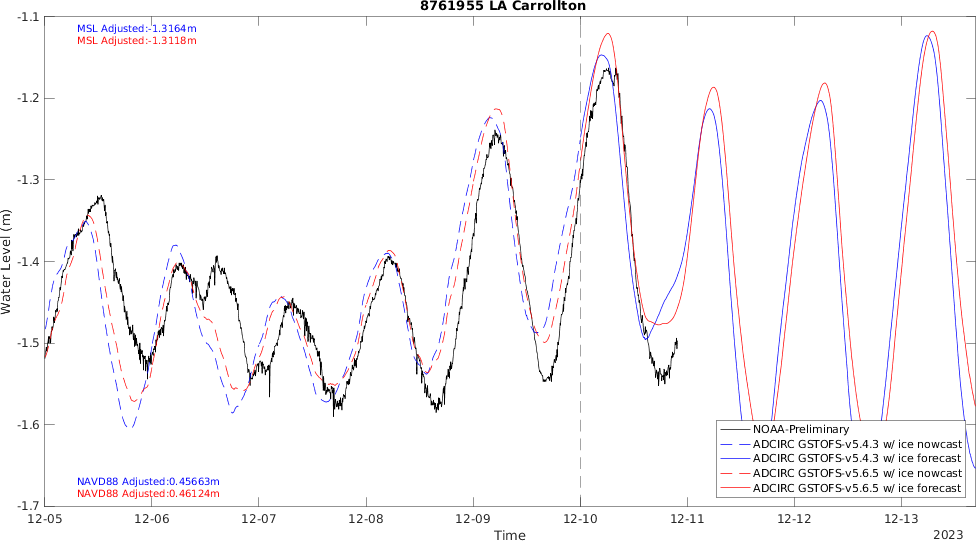 8761955 LA Carrollton
MSL Adjusted:-1.3164m
MSL Adjusted:-1.3118m
-1.1
-1.2
-1.3
-1.4
-1.5
-1.6
-1.7
Water Level (m)
NOAA-Preliminary
ADCIRC GSTOFS-v5.4.3 w/ ice nowcast
ADCIRC GSTOFS-v5.4.3 w/ ice forecast
ADCIRC GSTOFS-v5.6.5 w/ ice nowcast
ADCIRC GSTOFS-v5.6.5 w/ ice forecast
NAVD88 Adjusted:0.45663m
NAVD88 Adjusted:0.46124m
12-05 12-06 12-07 12-08 12-09 12-10 12-11 12-12 12-13
Time
2023